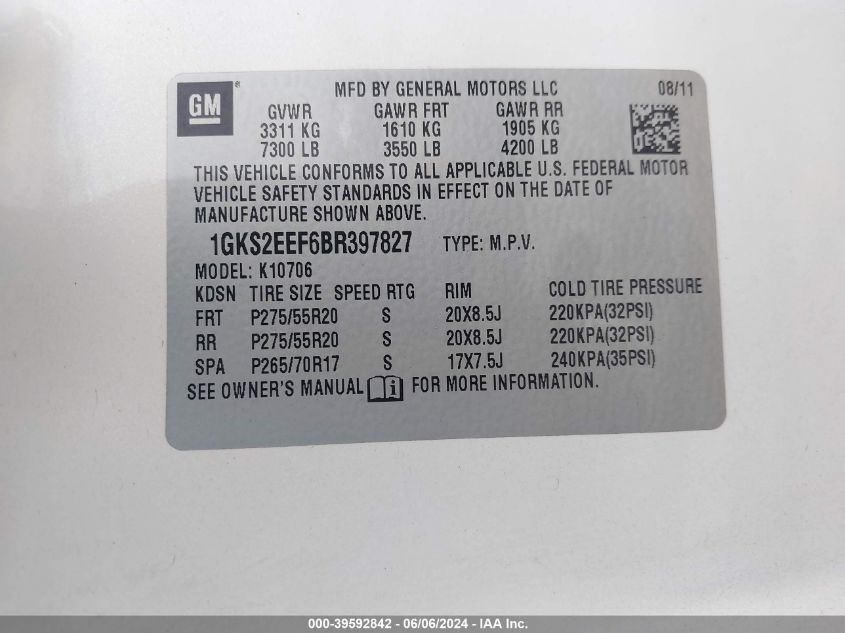 GM ® MFD BY GENERAL MOTORS LLC 08/11
GVWR GAWR FRT GAWR RR
3311 KG 1610 KG 1905 KG
7300 LB 3550 LB 4200 LB
THIS VEHICLE CONFORMS TO ALL APPLICABLE U.S. FEDERAL MOTOR
VEHICLE SAFETY STANDARDS IN EFFECT ON THE DATE OF
MANUFACTURE SHOWN ABOVE.
1GKS2EEF6BR397827 TYPE: M.P.V.
MODEL: K10706
KDSN TIRE SIZE SPEED RTG RIM COLD TIRE PRESSURE
FRT P275/55R20 S 20X8.5J 220KPA(32PSI)
RR P275/55R20 S 20X8.5J 220KPA(32PSI)
SPA P265/70R17 S 17X7.5J 240KPA(35PSI)
SEE OWNER'S MANUAL i FOR MORE INFORMATION.
000-39592842 - 06/06/2024 - IAA Inc.